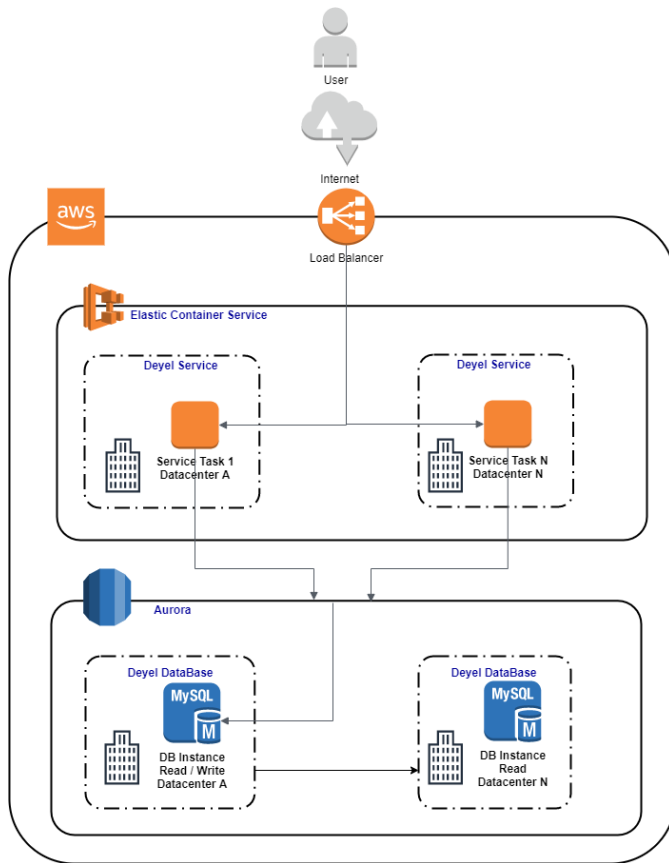 User
Internet
aws
Load Balancer
Elastic Container Service
Deyel Service
Service Task 1
Datacenter A
Deyel Service
Service Task N
Datacenter N
Aurora
Deyel DataBase
MySQL
M
DB Instance
Read / Write
Datacenter A
Deyel DataBase
MySQL
M
DB Instance
Read
Datacenter N